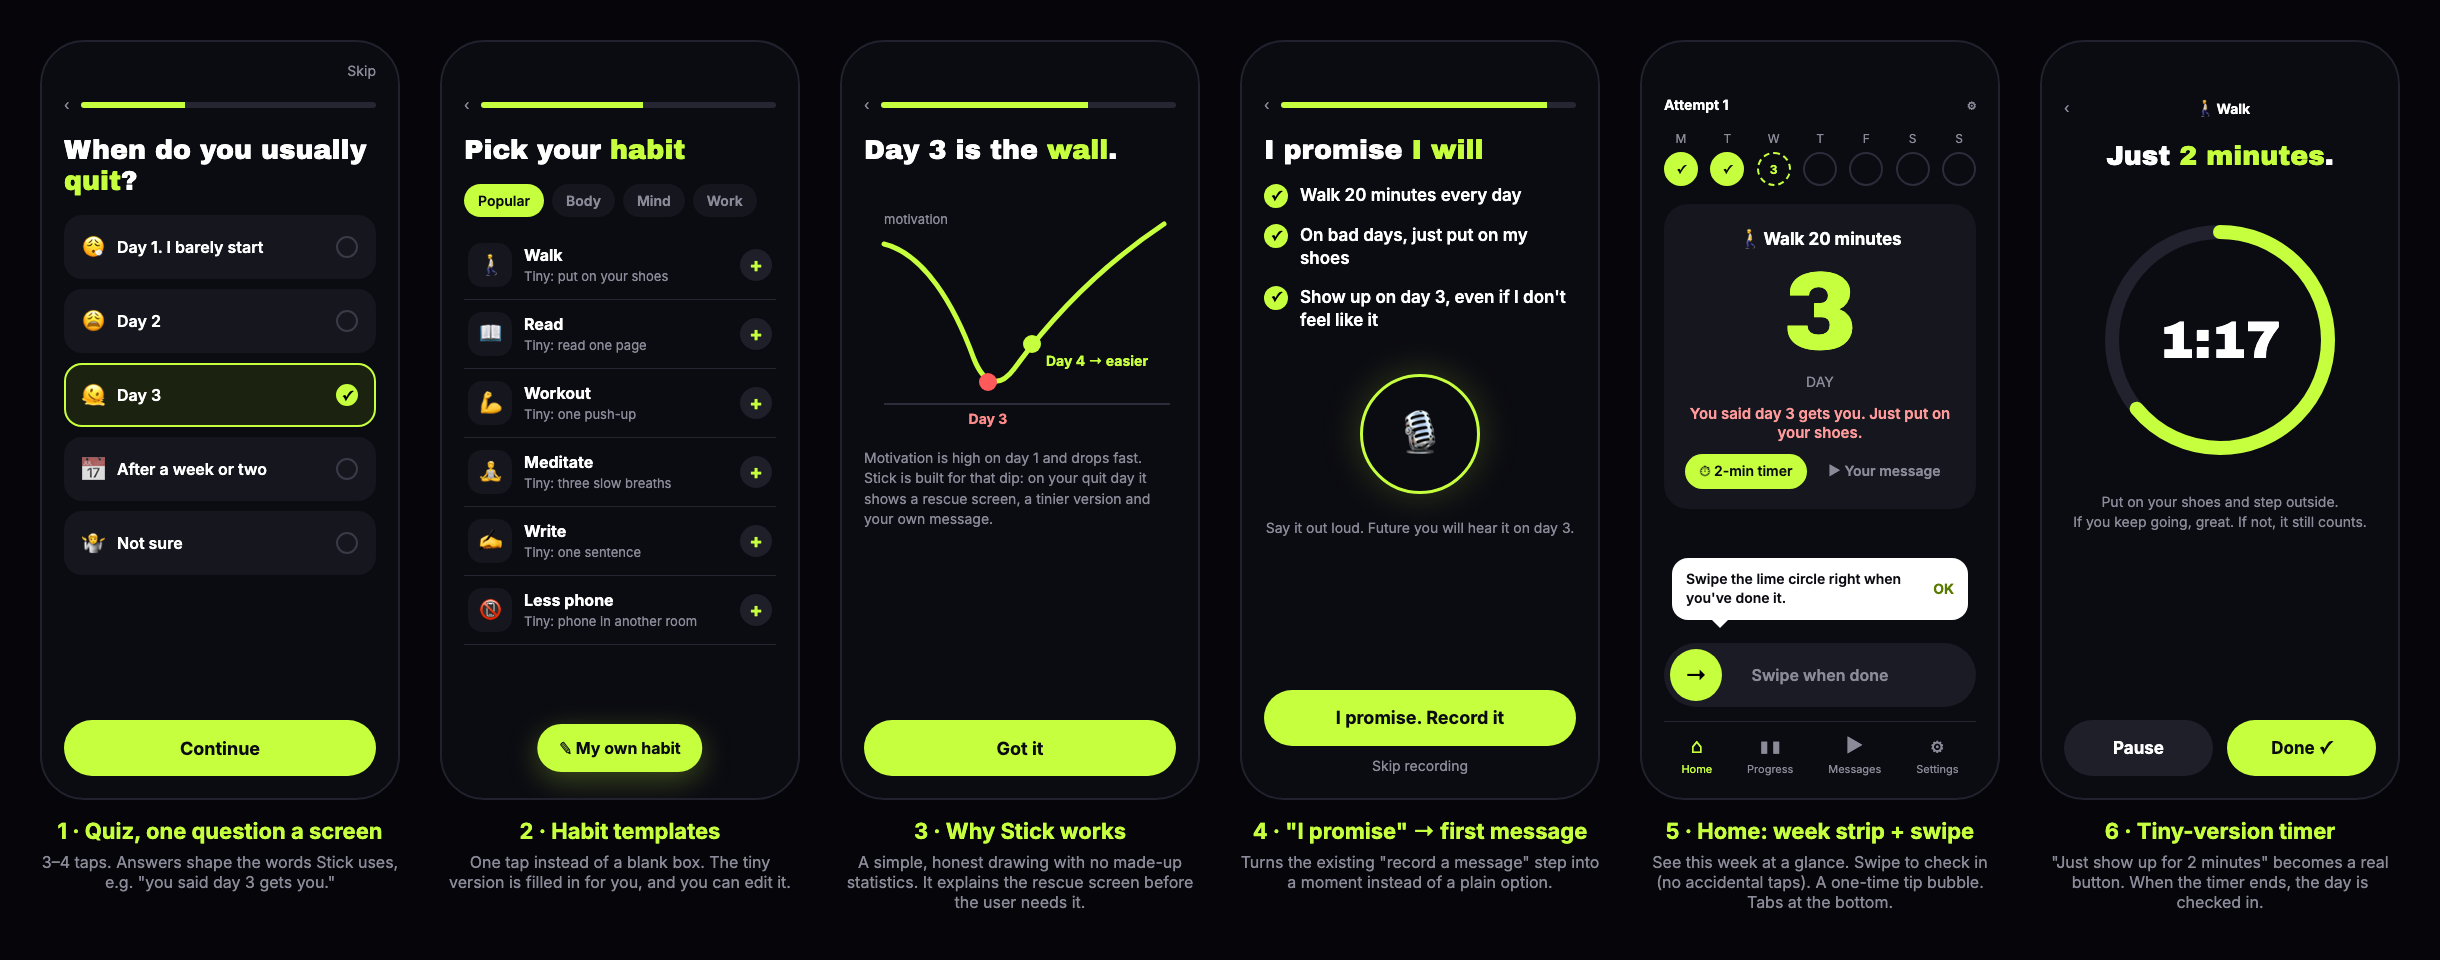 Skip
‹
When do you usually
quit?
Day 1. I barely start
Day 2
Day 3
17
After a week or two
Not sure
Continue
1 · Quiz, one question a screen
3–4 taps. Answers shape the words Stick uses,
e.g. "you said day 3 gets you."
‹
Pick your habit
Popular
Body
Mind
Work
Walk
Tiny: put on your shoes
+
Read
Tiny: read one page
+
Workout
Tiny: one push-up
+
Meditate
Tiny: three slow breaths
+
Write
Tiny: one sentence
+
Less phone
Tiny: phone in another room
+
✎ My own habit
2 · Habit templates
One tap instead of a blank box. The tiny
version is filled in for you, and you can edit it.
‹
Day 3 is the wall.
motivation
Day 4 → easier
Day 3
Motivation is high on day 1 and drops fast.
Stick is built for that dip: on your quit day it
shows a rescue screen, a tinier version and
your own message.
Got it
3 · Why Stick works
A simple, honest drawing with no made-up
statistics. It explains the rescue screen before
the user needs it.
‹
I promise I will
✓ Walk 20 minutes every day
✓ On bad days, just put on my
shoes
✓ Show up on day 3, even if I don't
feel like it
Say it out loud. Future you will hear it on day 3.
I promise. Record it
Skip recording
4 · "I promise" → first message
Turns the existing "record a message" step into
a moment instead of a plain option.
Attempt 1
M T W T F S S
✓ ✓ 3
Walk 20 minutes
3
DAY
You said day 3 gets you. Just put on
your shoes.
⏱ 2-min timer
▶ Your message
Swipe the lime circle right when
you've done it.
OK
→
Swipe when done
Home
Progress
Messages
Settings
5 · Home: week strip + swipe
See this week at a glance. Swipe to check in
(no accidental taps). A one-time tip bubble.
Tabs at the bottom.
‹
Walk
Just 2 minutes.
1:17
Put on your shoes and step outside.
If you keep going, great. If not, it still counts.
Pause
Done ✓
6 · Tiny-version timer
"Just show up for 2 minutes" becomes a real
button. When the timer ends, the day is
checked in.